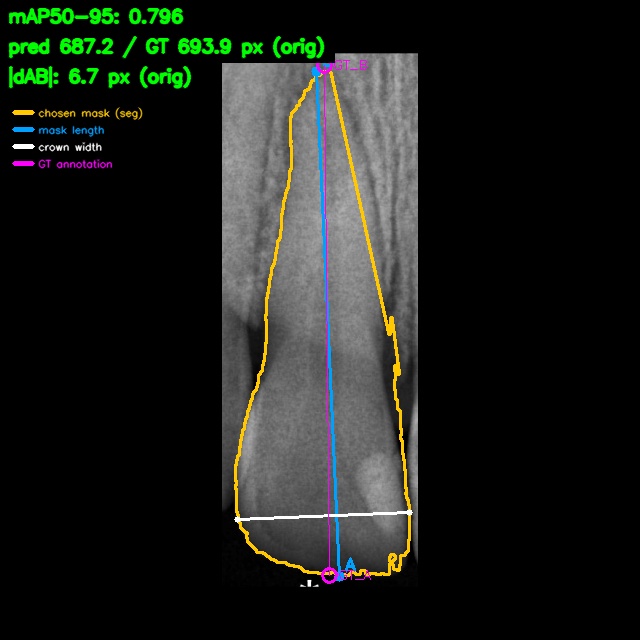 mAP50-95: 0.796
pred 687.2 / GT 693.9 px (orig)
|dAB|: 6.7 px (orig)
chosen mask (seg)
mask length
crown width
GT annotation
GT_B
A
GT_A